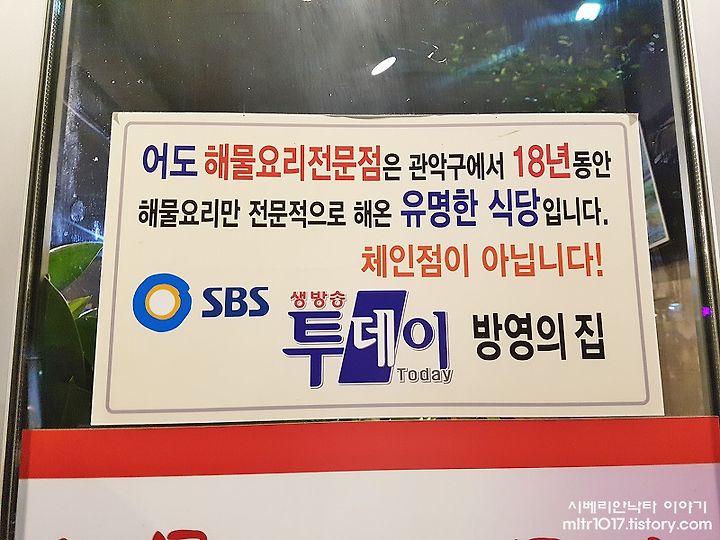 어도 해물요리전문점은 관악구에서 18년동안
해물요리만 전문적으로 해온 유명한 식당입니다.
체인점이 아닙니다!
SBS 생방송 투데이 Today 방영의 집
시베리안낙타 이야기
mltr1017.tistory.com